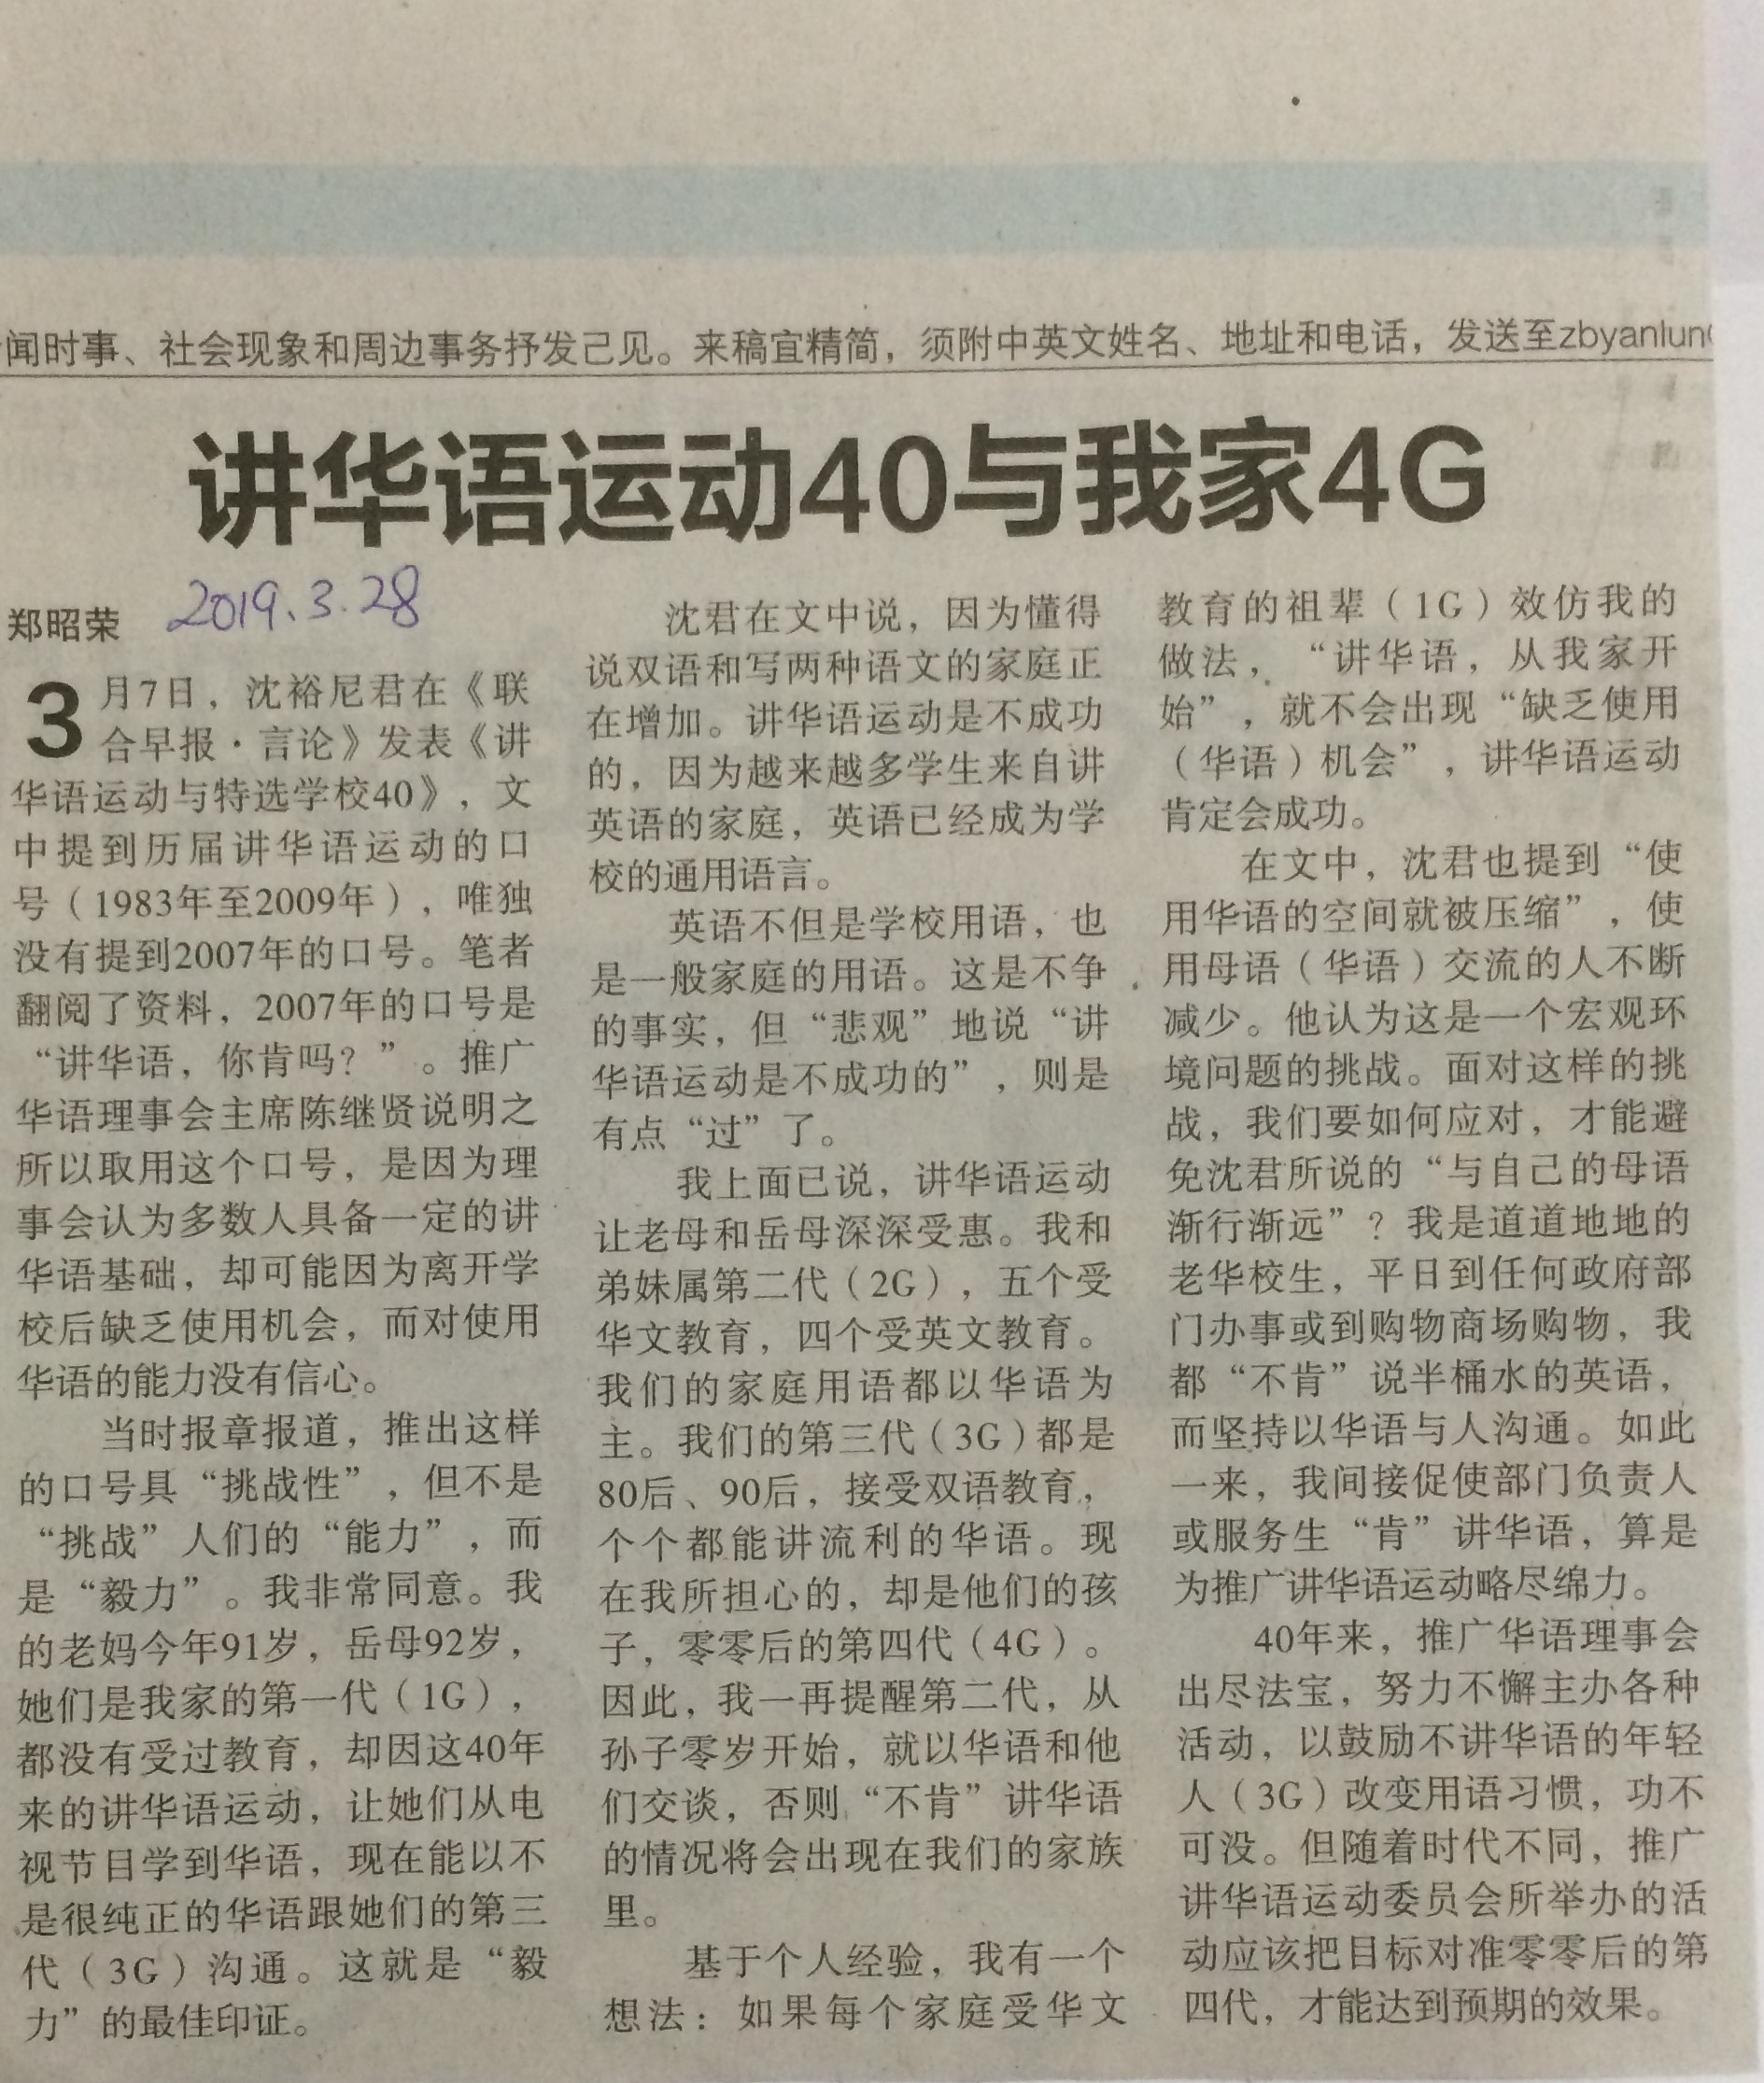 闻时事、社会现象和周边事务抒发己见。来稿宜精简，须附中英文姓名、地址和电话，发送至zbyanlun
讲华语运动40与我家4G
郑昭荣
2019.3.28
3月7日，沈裕尼君在《联
合早报·言论》发表《讲
华语运动与特选学校40》，文
中提到历届讲华语运动的口
号（1983年至2009年），唯独
没有提到2007年的口号。笔者
翻阅了资料，2007年的口号是
“讲华语，你肯吗？”。推广
华语理事会主席陈继贤说明之
所以取用这个口号，是因为理
事会认为多数人具备一定的讲
华语基础，却可能因为离开学
校后缺乏使用机会，而对使用
华语的能力没有信心。
当时报章报道，推出这样
的口号具“挑战性”，但不是
“挑战”人们的“能力”，而
是“毅力”。我非常同意。我
的老妈今年91岁，岳母92岁，
她们是我家的第一代（1G），
都没有受过教育，却因这40年
来的讲华语运动，让她们从电
视节目学到华语，现在能以不
是很纯正的华语跟她们的第三
代（3G）沟通。这就是“毅
力”的最佳印证。
沈君在文中说，因为懂得
说双语和写两种语文的家庭正
在增加。讲华语运动是不成功
的，因为越来越多学生来自讲
英语的家庭，英语已经成为学
校的通用语言。
英语不但是学校用语，也
是一般家庭的用语。这是不争
的事实，但“悲观”地说“讲
华语运动是不成功的”，则是
有点“过”了。
我上面已说，讲华语运动
让老母和岳母深深受惠。我和
弟妹属第二代（2G），五个受
华文教育，四个受英文教育。
我们的家庭用语都以华语为
主。我们的第三代（3G）都是
80后、90后，接受双语教育，
个个都能讲流利的华语。现
在我所担心的，却是他们的孩
子，零零后的第四代（4G）。
因此，我一再提醒第二代，从
孙子零岁开始，就以华语和他
们交谈，否则“不肯”讲华语
的情况将会出现在我们的家族
里。
基于个人经验，我有一个
想法：如果每个家庭受华文
教育的祖辈（1G）效仿我的
做法，“讲华语，从我家开
始”，就不会出现“缺乏使用
（华语）机会”，讲华语运动
肯定会成功。
在文中，沈君也提到“使
用华语的空间就被压缩”，使
用母语（华语）交流的人不断
减少。他认为这是一个宏观环
境问题的挑战。面对这样的挑
战，我们要如何应对，才能避
免沈君所说的“与自己的母语
渐行渐远”？我是道道地地的
老华校生，平日到任何政府部
门办事或到购物商场购物，我
都“不肯”说半桶水的英语，
而坚持以华语与人沟通。如此
一来，我间接促使部门负责人
或服务生“肯”讲华语，算是
为推广讲华语运动略尽绵力。
40年来，推广华语理事会
出尽法宝，努力不懈主办各种
活动，以鼓励不讲华语的年轻
人（3G）改变用语习惯，功不
可没。但随着时代不同，推广
讲华语运动委员会所举办的活
动应该把目标对准零零后的第
四代，才能达到预期的效果。